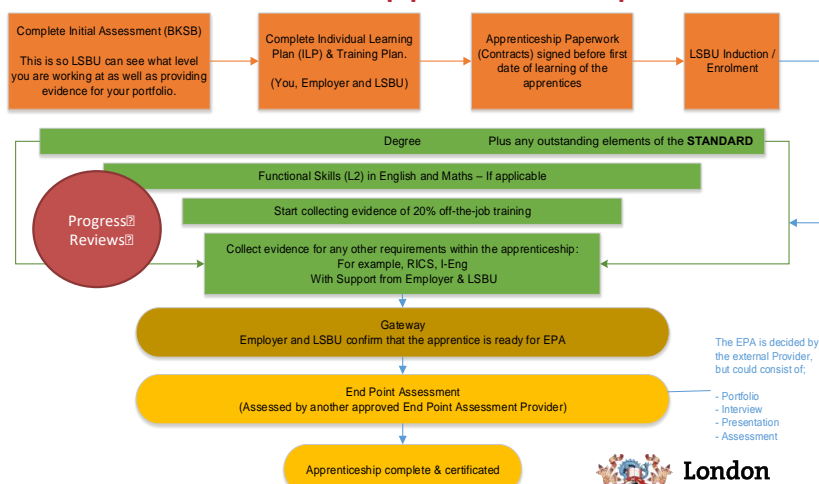 Complete Initial Assessment (BKSB)
This is so LSBU can see what level
you are working at as well as providing
evidence for your portfolio.
Complete Individual Learning
Plan (ILP) & Training Plan.
(You, Employer and LSBU)
Apprenticeship Paperwork
(Contracts) signed before first
date of learning of the
apprentices
LSBU Induction /
Enrolment
Degree Plus any outstanding elements of the STANDARD
Functional Skills (L2) in English and Maths – If applicable
Start collecting evidence of 20% off-the-job training
Progress
Reviews
Collect evidence for any other requirements within the apprenticeship:
For example, RICS, I-Eng
With Support from Employer & LSBU
Gateway
Employer and LSBU confirm that the apprentice is ready for EPA
The EPA is decided by
the external Provider,
but could consist of;
- Portfolio
- Interview
- Presentation
- Assessment
End Point Assessment
(Assessed by another approved End Point Assessment Provider)
Apprenticeship complete & certificated
London